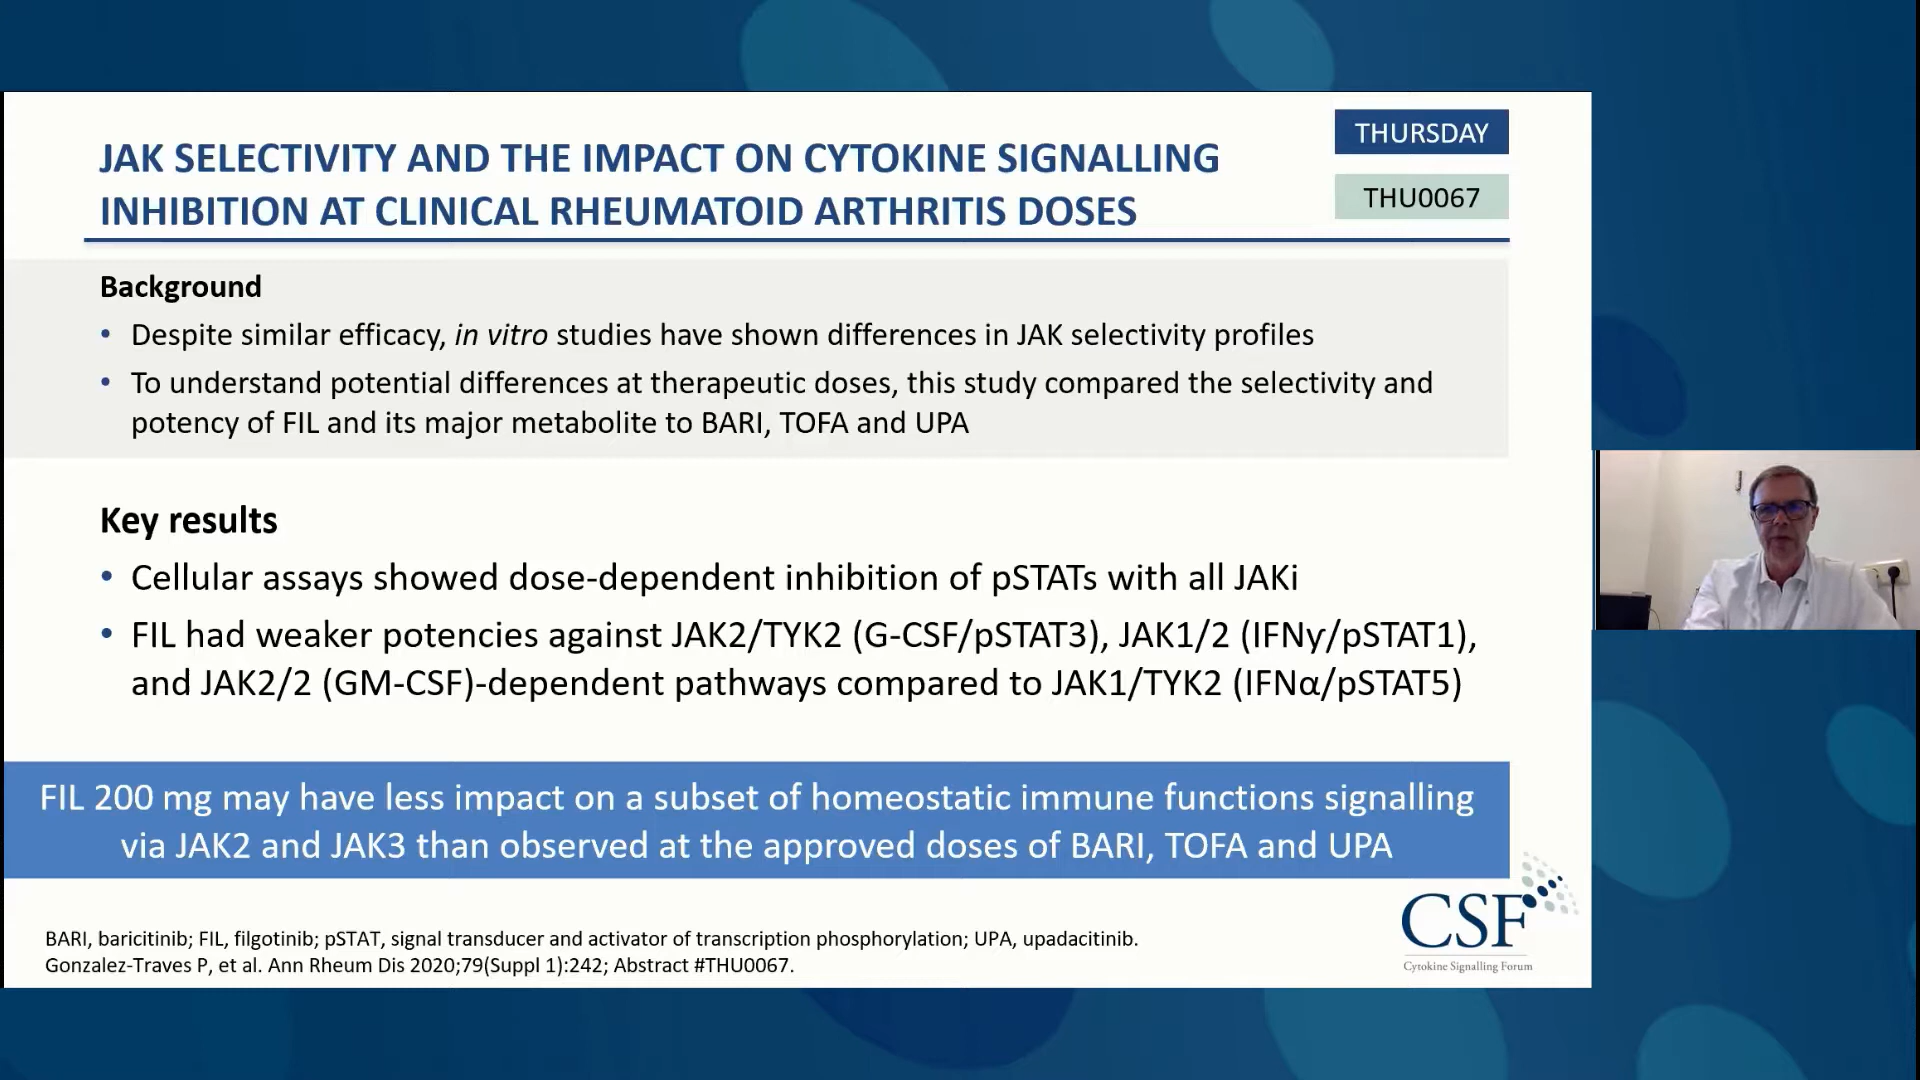 JAK SELECTIVITY AND THE IMPACT ON CYTOKINE SIGNALLING
INHIBITION AT CLINICAL RHEUMATOID ARTHRITIS DOSES
THURSDAY
THU0067
Background
• Despite similar efficacy, in vitro studies have shown differences in JAK selectivity profiles
• To understand potential differences at therapeutic doses, this study compared the selectivity and
potency of FIL and its major metabolite to BARI, TOFA and UPA
Key results
• Cellular assays showed dose-dependent inhibition of pSTATs with all JAKi
• FIL had weaker potencies against JAK2/TYK2 (G-CSF/pSTAT3), JAK1/2 (IFNy/pSTAT1),
and JAK2/2 (GM-CSF)-dependent pathways compared to JAK1/TYK2 (IFNα/pSTAT5)
FIL 200 mg may have less impact on a subset of homeostatic immune functions signalling
via JAK2 and JAK3 than observed at the approved doses of BARI, TOFA and UPA
BARI, baricitinib; FIL, filgotinib; pSTAT, signal transducer and activator of transcription phosphorylation; UPA, upadacitinib.
Gonzalez-Traves P, et al. Ann Rheum Dis 2020;79(Suppl 1):242; Abstract #THU0067.
CSF
Cytokine Signalling Forum